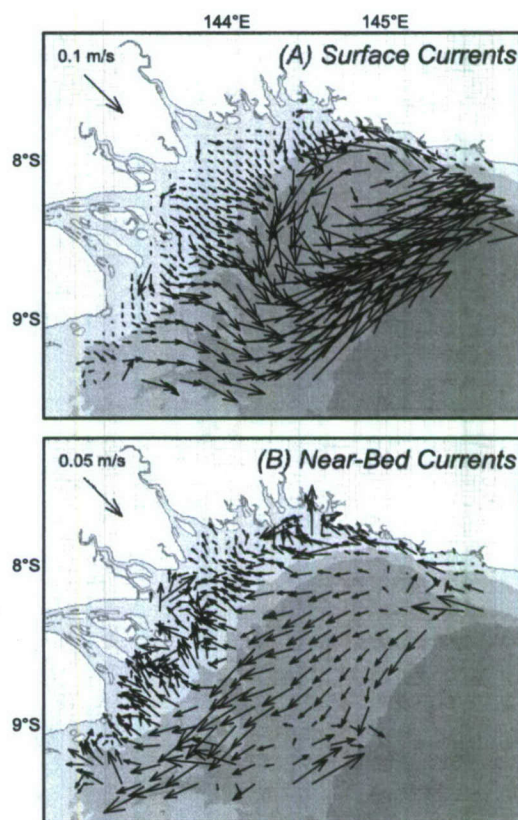 144°E 145°E
(A) Surface Currents
0.1 m/s
8°S
9°S
(B) Near-Bed Currents
0.05 m/s
8°S
9°S